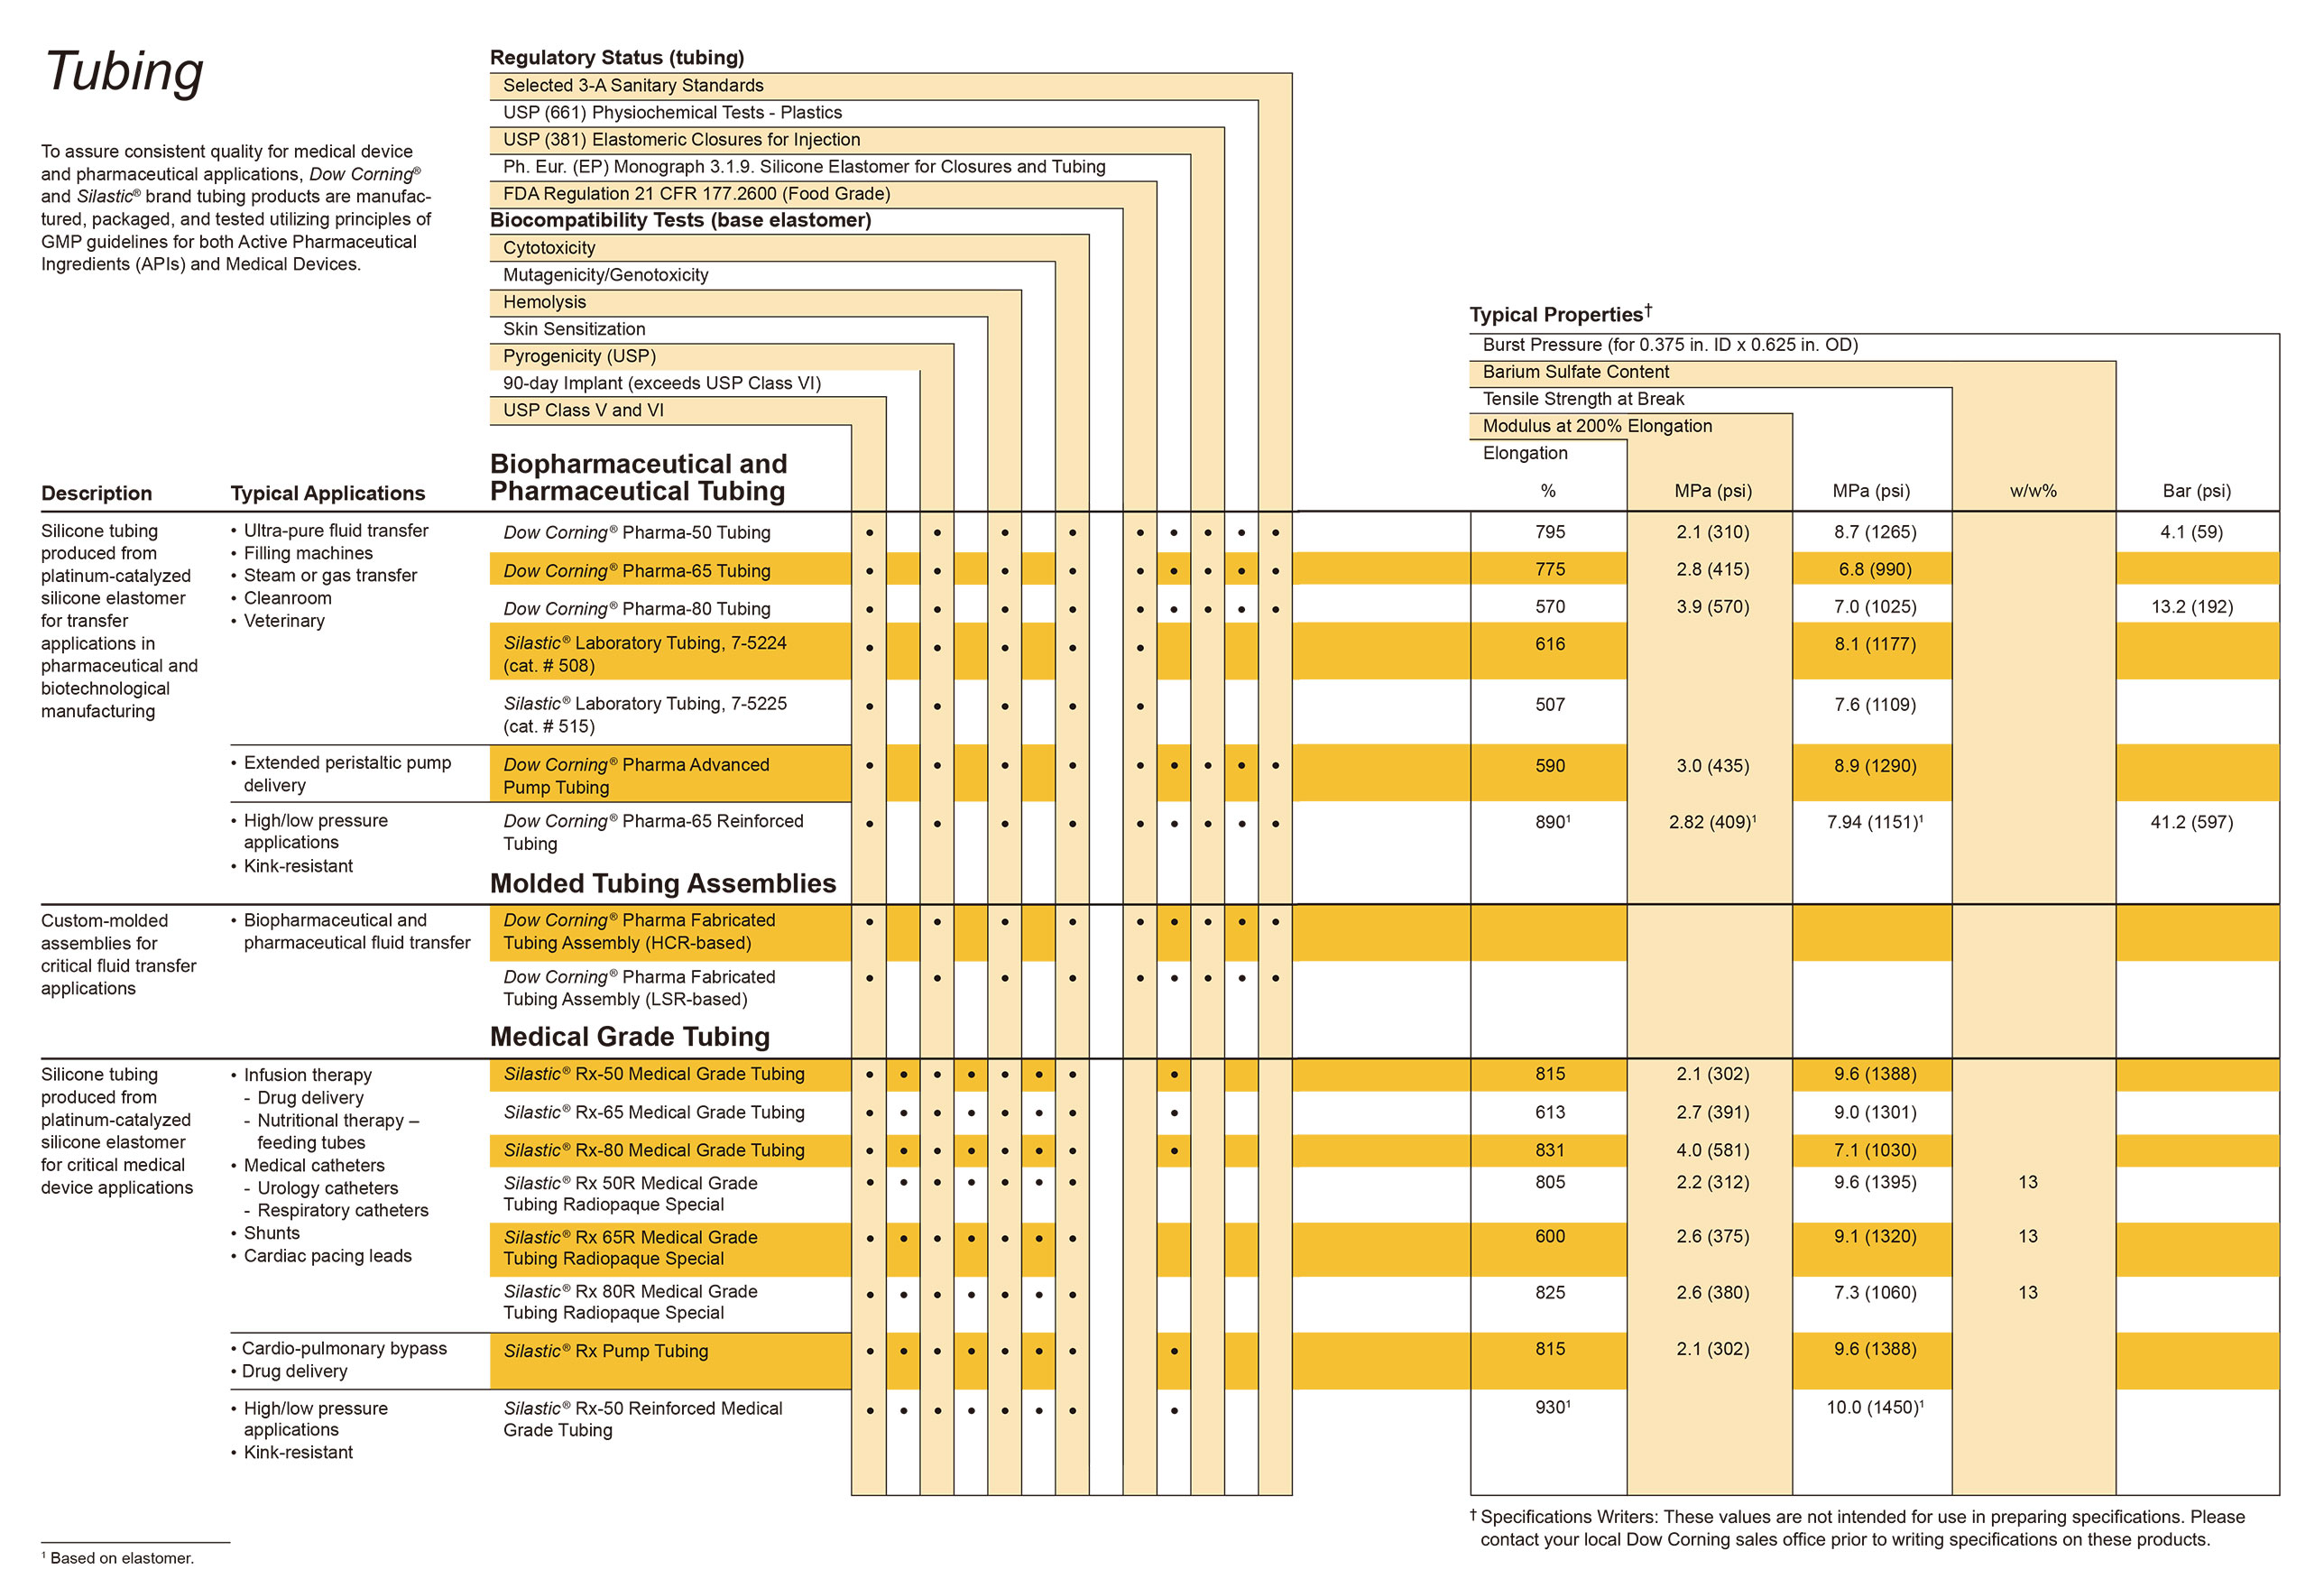 Tubing
To assure consistent quality for medical device
and pharmaceutical applications, Dow Corning®
and Silastic® brand tubing products are manufac-
tured, packaged, and tested utilizing principles of
GMP guidelines for both Active Pharmaceutical
Ingredients (APIs) and Medical Devices.
Regulatory Status (tubing)
Selected 3-A Sanitary Standards
USP (661) Physiochemical Tests - Plastics
USP (381) Elastomeric Closures for Injection
Ph. Eur. (EP) Monograph 3.1.9. Silicone Elastomer for Closures and Tubing
FDA Regulation 21 CFR 177.2600 (Food Grade)
Biocompatibility Tests (base elastomer)
Cytotoxicity
Mutagenicity/Genotoxicity
Hemolysis
Skin Sensitization
Pyrogenicity (USP)
90-day Implant (exceeds USP Class VI)
USP Class V and VI
Typical Properties†
Burst Pressure (for 0.375 in. ID x 0.625 in. OD)
Barium Sulfate Content
Tensile Strength at Break
Modulus at 200% Elongation
Elongation
Description
Typical Applications
Biopharmaceutical and
Pharmaceutical Tubing
% MPa (psi) MPa (psi) w/w% Bar (psi)
Silicone tubing
produced from
platinum-catalyzed
silicone elastomer
for transfer
applications in
pharmaceutical and
biotechnological
manufacturing
• Ultra-pure fluid transfer
• Filling machines
• Steam or gas transfer
• Cleanroom
• Veterinary
Dow Corning® Pharma-50 Tubing • • • • • • • • • 795 2.1 (310) 8.7 (1265) 4.1 (59)
Dow Corning® Pharma-65 Tubing • • • • • • • • • 775 2.8 (415) 6.8 (990)
Dow Corning® Pharma-80 Tubing • • • • • • • • • 570 3.9 (570) 7.0 (1025) 13.2 (192)
Silastic® Laboratory Tubing, 7-5224 • • • • • 616 8.1 (1177)
(cat. # 508)
Silastic® Laboratory Tubing, 7-5225 • • • • • 507 7.6 (1109)
(cat. # 515)
• Extended peristaltic pump
delivery
Dow Corning® Pharma Advanced • • • • • • • • • 590 3.0 (435) 8.9 (1290)
Pump Tubing
• High/low pressure
applications
• Kink-resistant
Dow Corning® Pharma-65 Reinforced • • • • • • • • • 890¹ 2.82 (409)¹ 7.94 (1151)¹ 41.2 (597)
Tubing
Molded Tubing Assemblies
Custom-molded
assemblies for
critical fluid transfer
applications
• Biopharmaceutical and
pharmaceutical fluid transfer
Dow Corning® Pharma Fabricated • • • • • • • • •
Tubing Assembly (HCR-based)
Dow Corning® Pharma Fabricated • • • • • • • • •
Tubing Assembly (LSR-based)
Medical Grade Tubing
Silicone tubing
produced from
platinum-catalyzed
silicone elastomer
for critical medical
device applications
• Infusion therapy
- Drug delivery
- Nutritional therapy –
feeding tubes
• Medical catheters
- Urology catheters
- Respiratory catheters
• Shunts
• Cardiac pacing leads
Silastic® Rx-50 Medical Grade Tubing • • • • • • • • 815 2.1 (302) 9.6 (1388)
Silastic® Rx-65 Medical Grade Tubing • • • • • • • • 613 2.7 (391) 9.0 (1301)
Silastic® Rx-80 Medical Grade Tubing • • • • • • • • 831 4.0 (581) 7.1 (1030)
Silastic® Rx 50R Medical Grade • • • • • • • 805 2.2 (312) 9.6 (1395) 13
Tubing Radiopaque Special
Silastic® Rx 65R Medical Grade • • • • • • • 600 2.6 (375) 9.1 (1320) 13
Tubing Radiopaque Special
Silastic® Rx 80R Medical Grade • • • • • • • 825 2.6 (380) 7.3 (1060) 13
Tubing Radiopaque Special
• Cardio-pulmonary bypass
• Drug delivery
Silastic® Rx Pump Tubing • • • • • • • • 815 2.1 (302) 9.6 (1388)
• High/low pressure
applications
• Kink-resistant
Silastic® Rx-50 Reinforced Medical • • • • • • • • 930¹ 10.0 (1450)¹
Grade Tubing
† Specifications Writers: These values are not intended for use in preparing specifications. Please
contact your local Dow Corning sales office prior to writing specifications on these products.
¹ Based on elastomer.